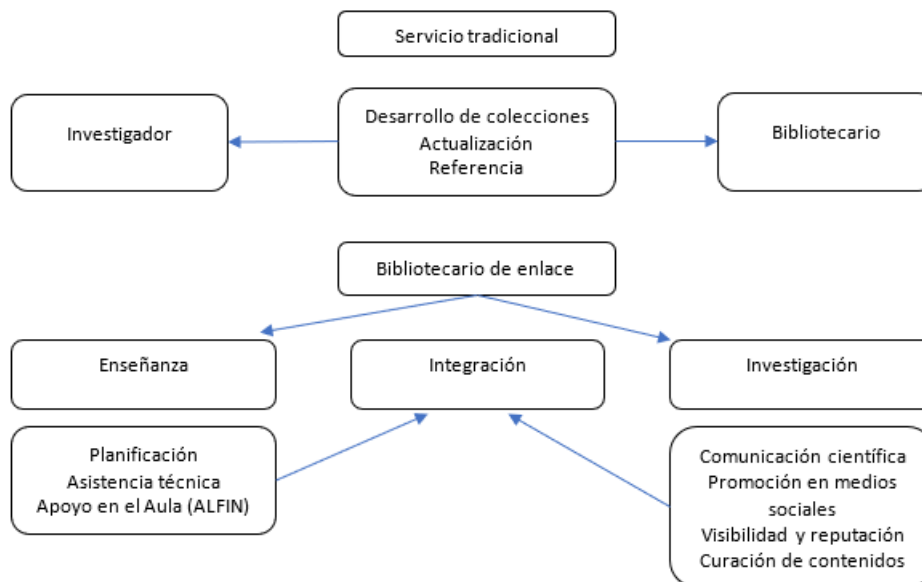 Servicio tradicional
Investigador
Desarrollo de colecciones
Actualización
Referencia
Bibliotecario
Bibliotecario de enlace
Enseñanza
Integración
Investigación
Planificación
Asistencia técnica
Apoyo en el Aula (ALFIN)
Comunicación científica
Promoción en medios
sociales
Visibilidad y reputación
Curación de contenidos